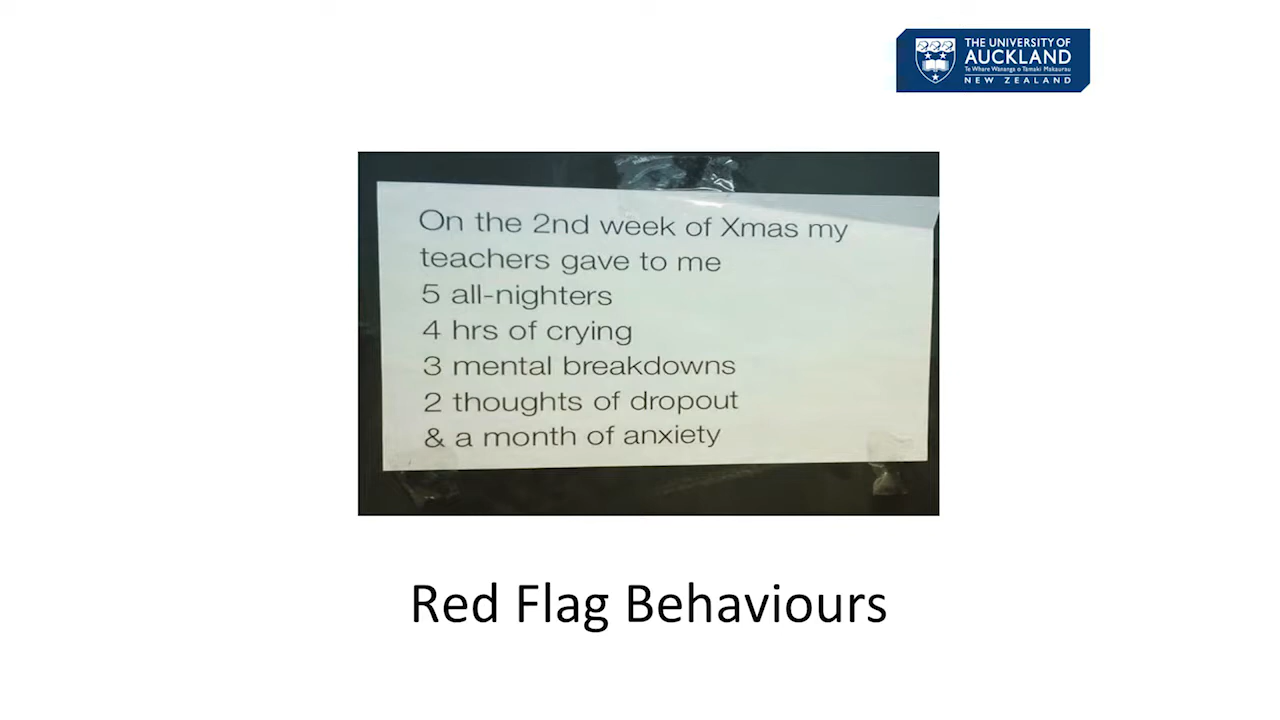 THE UNIVERSITY OF
AUCKLAND
Te Whare Wānanga o Tāmaki Makaurau
NEW ZEALAND
On the 2nd week of Xmas my
teachers gave to me
5 all-nighters
4 hrs of crying
3 mental breakdowns
2 thoughts of dropout
& a month of anxiety
Red Flag Behaviours